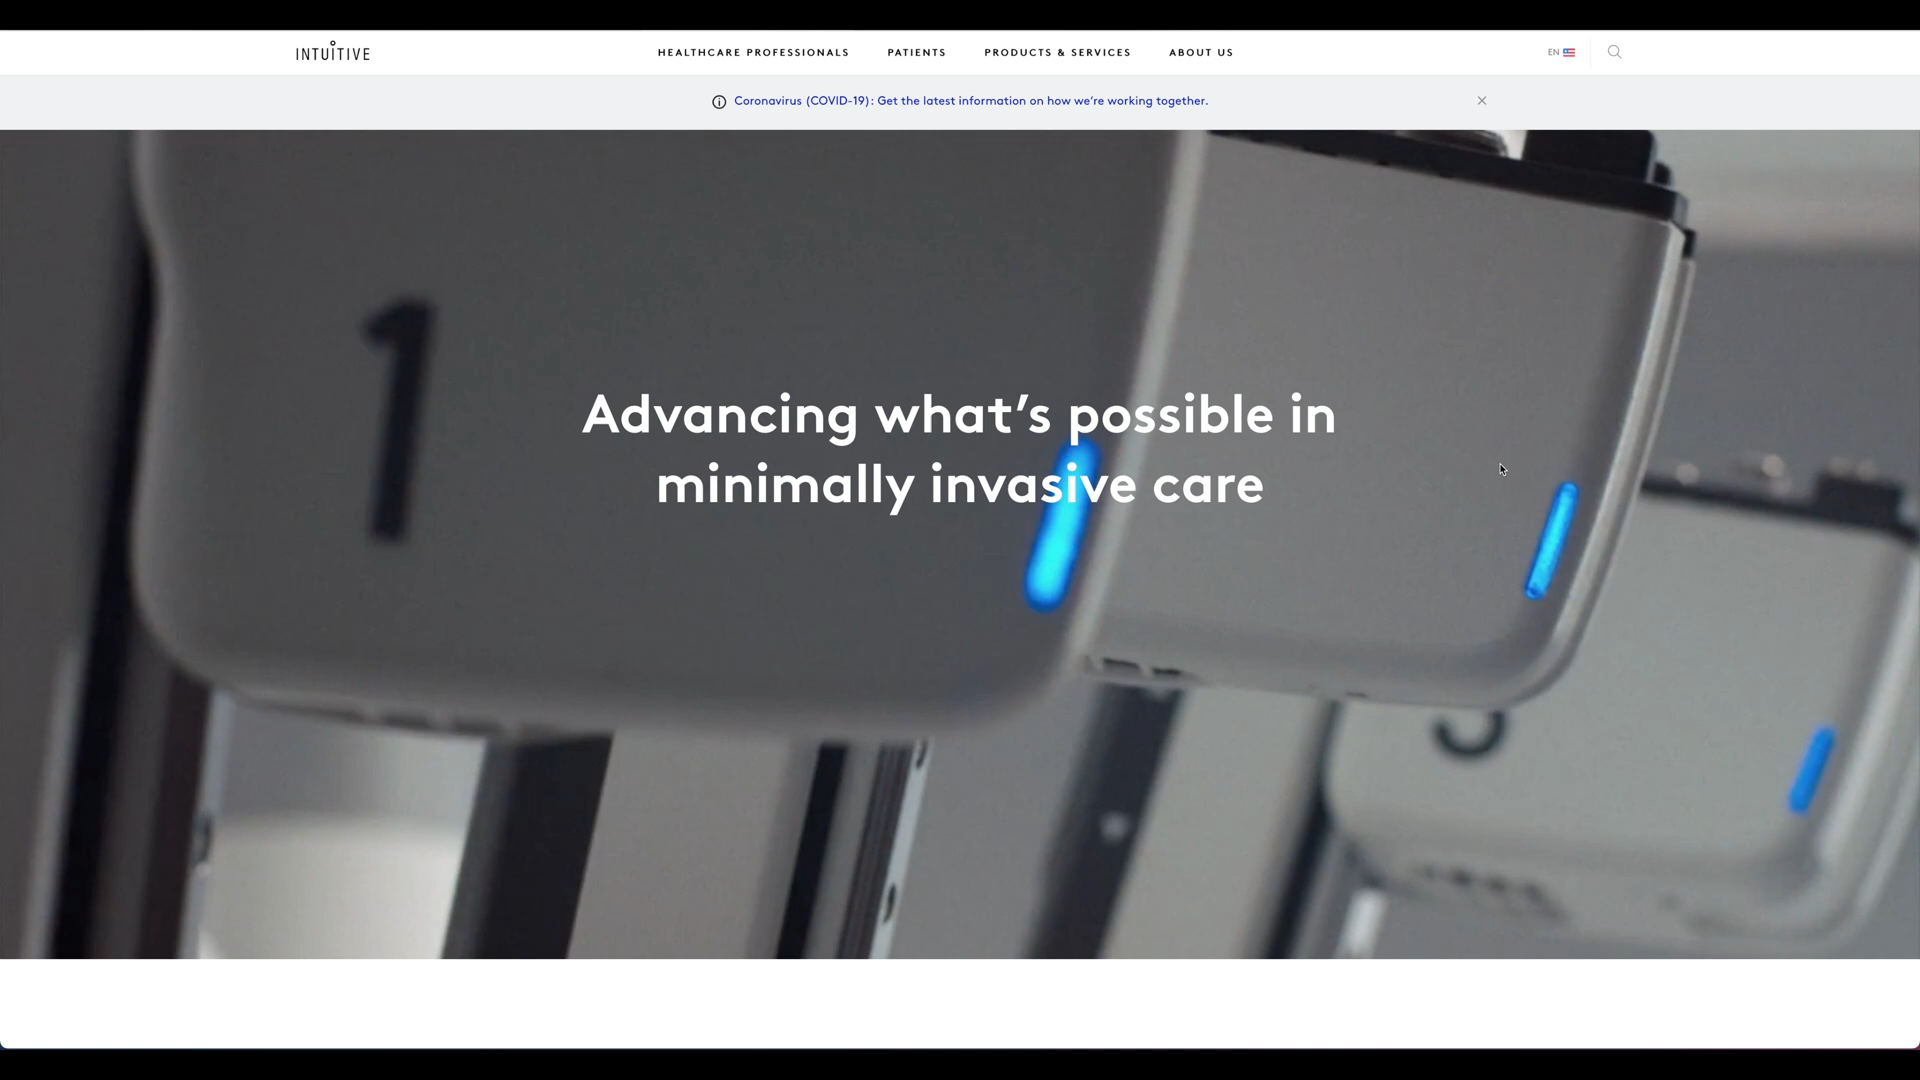 INTUITIVE
HEALTHCARE PROFESSIONALS
PATIENTS
PRODUCTS & SERVICES
ABOUT US
EN
Coronavirus (COVID-19): Get the latest information on how we’re working together.
1
Advancing what’s possible in
minimally invasive care